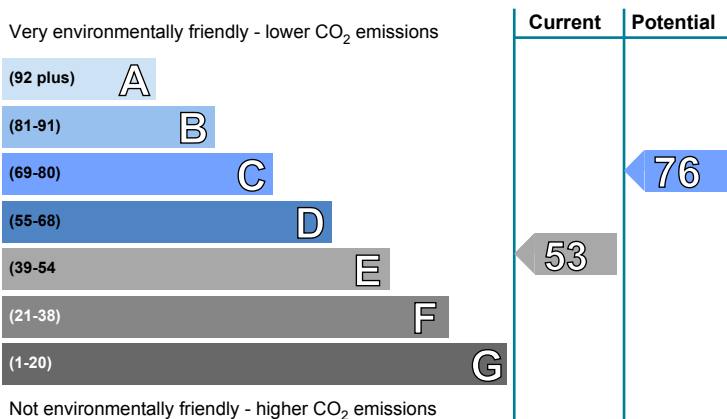 Very environmentally friendly - lower CO2 emissions
Current
Potential
(92 plus) A
(81-91) B
(69-80) C
76
(55-68) D
(39-54 E
53
(21-38) F
(1-20) G
Not environmentally friendly - higher CO2 emissions